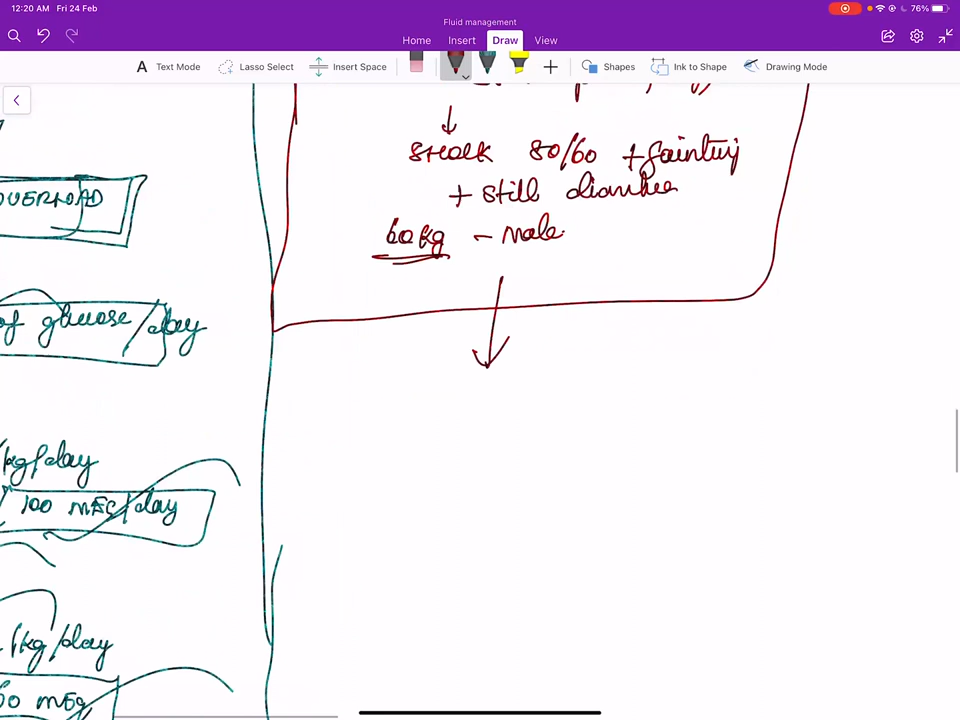 12:20 AM Fri 24 Feb
76%
Fluid management
Home Insert Draw View
Text Mode Lasso Select Insert Space Shapes Ink to Shape Drawing Mode
80/60 +fainting
+ still diarrhea
60kg - Male
OVERLOAD
of glucose/day
/kg/day
100 mEq/day
/kg/day
60 mEq